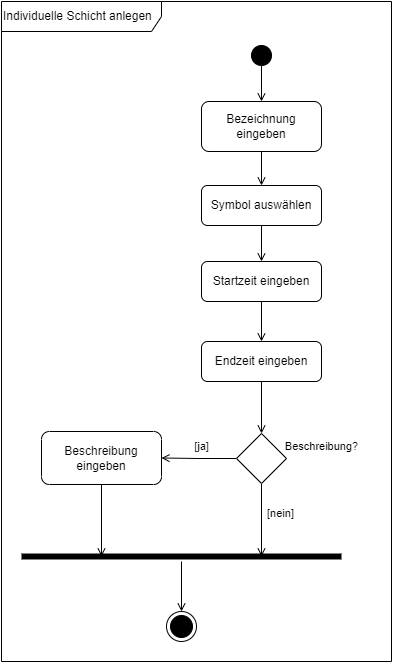 Individuelle Schicht anlegen
Bezeichnung
eingeben
Symbol auswählen
Startzeit eingeben
Endzeit eingeben
Beschreibung?
[ja]
Beschreibung
eingeben
[nein]